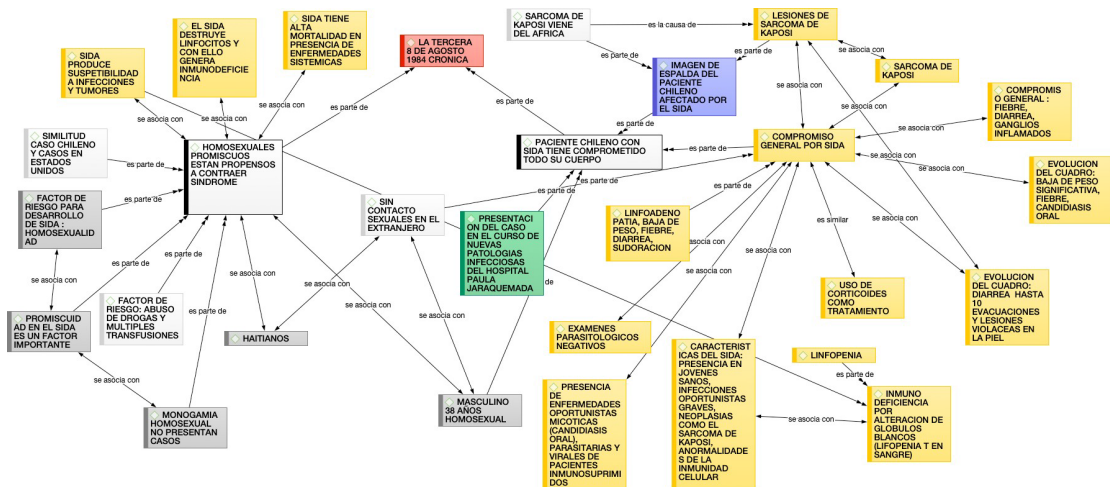 SARCOMA DE
KAPOSI VIENE
DEL AFRICA
es la causa de
LESIONES DE
SARCOMA DE
KAPOSI
EL SIDA
DESTRUYE
LINFOCITOS Y
CON ELLO
GENERA
INMUNODEFICIE
NCIA
SIDA TIENE
ALTA
MORTALIDAD EN
PRESENCIA DE
ENFERMEDADES
SISTEMICAS
LA TERCERA
8 DE AGOSTO
1984 CRONICA
SIDA
PRODUCE
SUSPETIBILIDAD
A INFECCIONES
Y TUMORES
es parte de
es parte de
se asocia con
IMAGEN DE
ESPALDA DEL
PACIENTE
CHILENO
AFECTADO POR
EL SIDA
SARCOMA DE
KAPOSI
COMPROMIS
O GENERAL :
FIEBRE,
DIARREA,
GANGLIOS
INFLAMADOS
se asocia con
es parte de
es parte de
se asocia con
se asocia con
se asocia con
se asocia con
se asocia con
es parte de
SIMILITUD
CASO CHILENO
Y CASOS EN
ESTADOS
UNIDOS
es parte de
HOMOSEXUALES
PROMISCUOS
ESTAN PROPENSOS
A CONTRAER
SINDROME
PACIENTE CHILENO CON
SIDA TIENE COMPROMETIDO
TODO SU CUERPO
es parte de
COMPROMISO
GENERAL POR SIDA
se asocia con
EVOLUCION
DEL CUADRO:
BAJA DE PESO
SIGNIFICATIVA,
FIEBRE,
CANDIDIASIS
ORAL
FACTOR DE
RIESGO PARA
DESARROLLO
DE SIDA :
HOMOSEXUALID
AD
es parte de
SIN
CONTACTO
SEXUALES EN EL
EXTRANJERO
es parte de
es parte de
es parte de
PRESENTACI
ON DEL CASO
EN EL CURSO DE
NUEVAS
PATOLOGIAS
INFECCIOSAS
DEL HOSPITAL
PAULA
JARAQUEMADA
LINFOADENO
PATIA, BAJA DE
PESO, FIEBRE,
DIARREA,
SUDORACION
es similar
se asocia con
se asocia con
es parte de
se asocia con
se asocia con
se asocia con
de
se asocia con
se asocia con
FACTOR DE
RIESGO: ABUSO
DE DROGAS Y
MULTIPLES
TRANSFUSIONES
es parte de
USO DE
CORTICOIDES
COMO
TRATAMIENTO
EVOLUCION
DEL CUADRO:
DIARREA HASTA
10
EVACUACIONES
Y LESIONES
VIOLACEAS EN
LA PIEL
PROMISCUID
AD EN EL SIDA
ES UN FACTOR
IMPORTANTE
HAITIANOS
se asocia con
EXAMENES
PARASITOLOGICOS
NEGATIVOS
CARACTERIST
ICAS DEL SIDA:
PRESENCIA EN
JOVENES
SANOS,
INFECCIONES
OPORTUNISTAS
GRAVES,
NEOPLASIAS
COMO EL
SARCOMA DE
KAPOSI,
ANORMALIDADE
S DE LA
INMUNIDAD
CELULAR
LINFOPENIA
es parte de
se asocia con
MONOGAMIA
HOMOSEXUAL
NO PRESENTAN
CASOS
MASCULINO
38 AÑOS
HOMOSEXUAL
PRESENCIA
DE
ENFERMEDADES
OPORTUNISTAS
MICOTICAS
(CANDIDIASIS
ORAL),
PARASITARIAS Y
VIRALES DE
PACIENTES
INMUNOSUPRIMI
DOS
se asocia con
INMUNO
DEFICIENCIA
POR
ALTERACION DE
GLOBULOS
BLANCOS
(LIFOPENIA T EN
SANGRE)